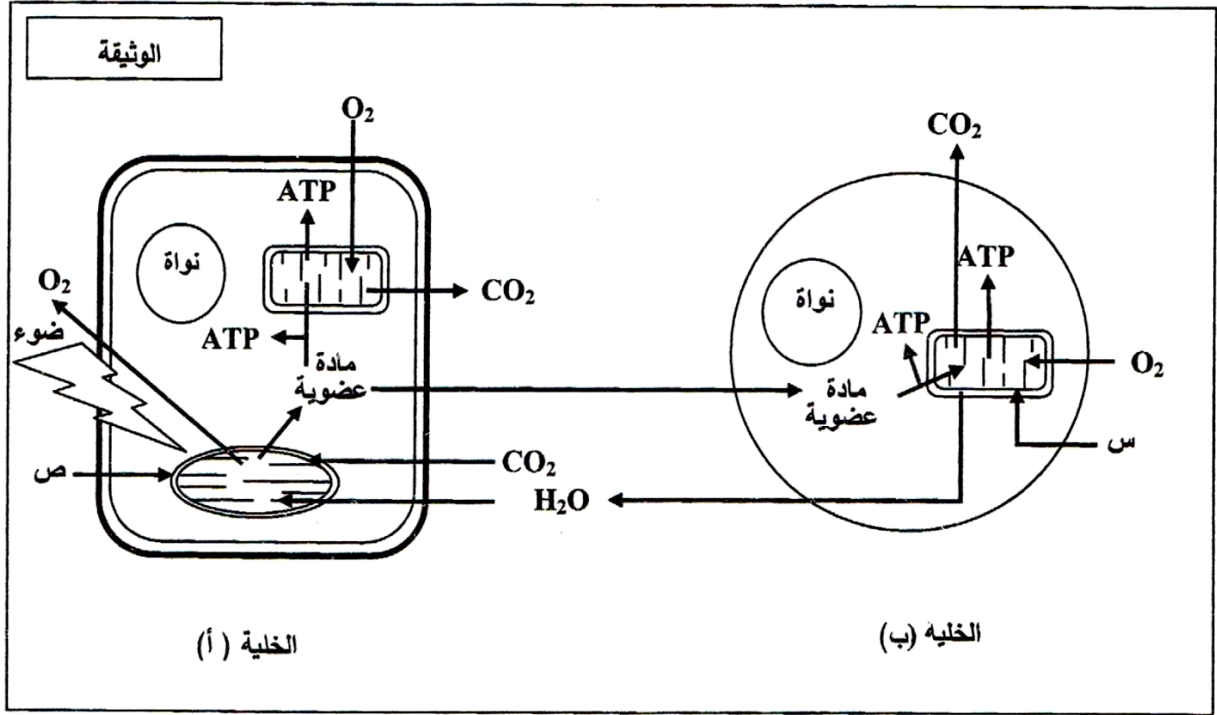 الوثيقة
O₂
CO₂
ATP
نواة
O₂
CO₂
ضوء
ATP
مادة
عضوية
ص
CO₂
H₂O
ATP
نواة
ATP
O₂
مادة
عضوية
س
الخلية (أ)
الخلية (ب)